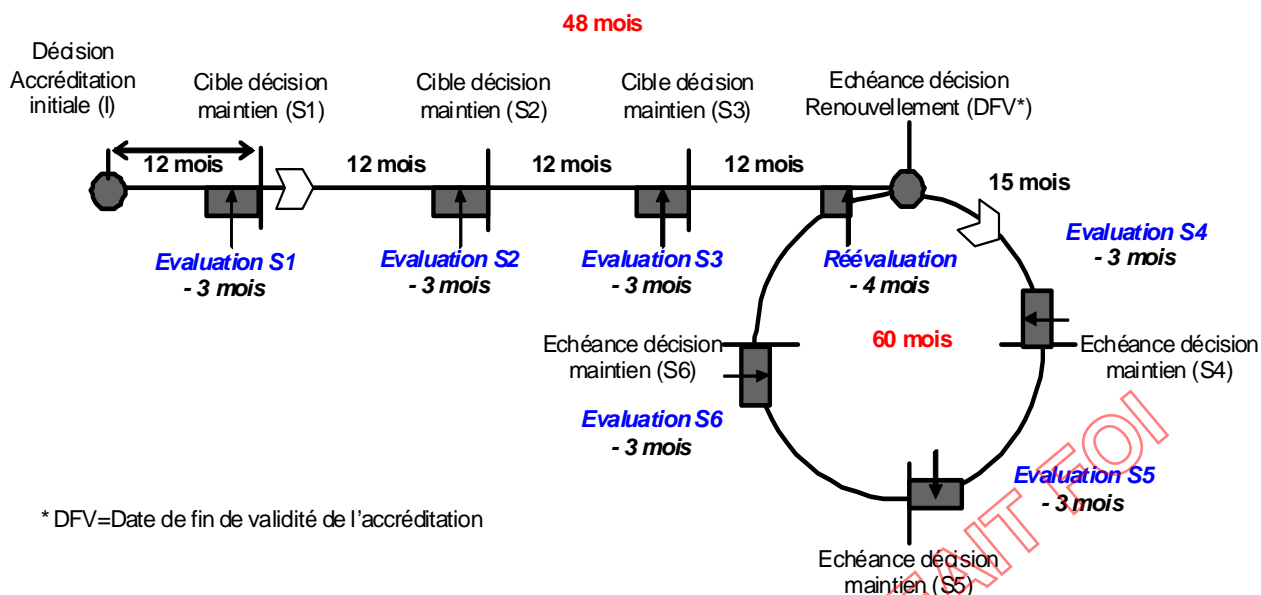 48 mois
Décision
Accréditation
initiale (I)
Cible décision
maintien (S1)
Cible décision
maintien (S2)
Cible décision
maintien (S3)
Echéance décision
Renouvellement (DFV*)
12 mois
12 mois
12 mois
12 mois
15 mois
Evaluation S1
- 3 mois
Evaluation S2
- 3 mois
Evaluation S3
- 3 mois
Réévaluation
- 4 mois
Evaluation S4
- 3 mois
60 mois
Echéance décision
maintien (S6)
Echéance décision
maintien (S4)
Evaluation S6
- 3 mois
Evaluation S5
- 3 mois
* DFV=Date de fin de validité de l'accréditation
Echéance décision
maintien (S5)
FAIT FOI